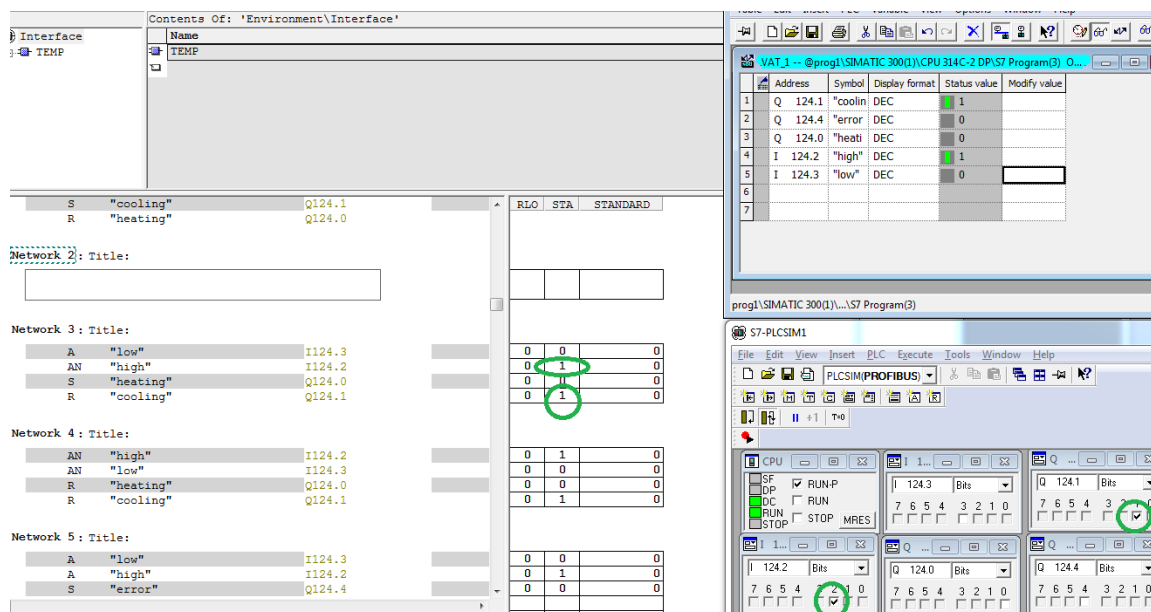 Contents Of: 'Environment\Interface'
Interface
TEMP
Name
TEMP
S "cooling" Q124.1
R "heating" Q124.0
RLO STA STANDARD
Network 2: Title:
Network 3: Title:
A "low" I124.3 0 0 0
AN "high" I124.2 0 1 0
S "heating" Q124.0 0 0 0
R "cooling" Q124.1 0 1 0
Network 4: Title:
AN "high" I124.2 0 1 0
AN "low" I124.3 0 0 0
R "heating" Q124.0 0 0 0
R "cooling" Q124.1 0 1 0
Network 5: Title:
A "low" I124.3 0 0 0
A "high" I124.2 0 1 0
S "error" Q124.4 0 0 0
VAT_1 -- @prog1\SIMATIC 300(1)\CPU 314C-2 DP\S7 Program(3) O...
Address Symbol Display format Status value Modify value
1 Q 124.1 "coolin DEC 1
2 Q 124.4 "error DEC 0
3 Q 124.0 "heati DEC 0
4 I 124.2 "high" DEC 1
5 I 124.3 "low" DEC 0
6
7
prog1\SIMATIC 300(1)\...\S7 Program(3)
S7-PLCSIM1
File Edit View Insert PLC Execute Tools Window Help
PLCSIM(PROFIBUS)
+1 T=0
CPU
SF
DP
DC
RUN
STOP
RUN-P
RUN
STOP MRES
I 1...
I 124.3 Bits
7 6 5 4 3 2 1 0
Q ...
Q 124.1 Bits
7 6 5 4 3 2 1 0
I 1...
I 124.2 Bits
7 6 5 4 3 2 1 0
Q ...
Q 124.0 Bits
7 6 5 4 3 2 1 0
Q ...
Q 124.4 Bits
7 6 5 4 3 2 1 0